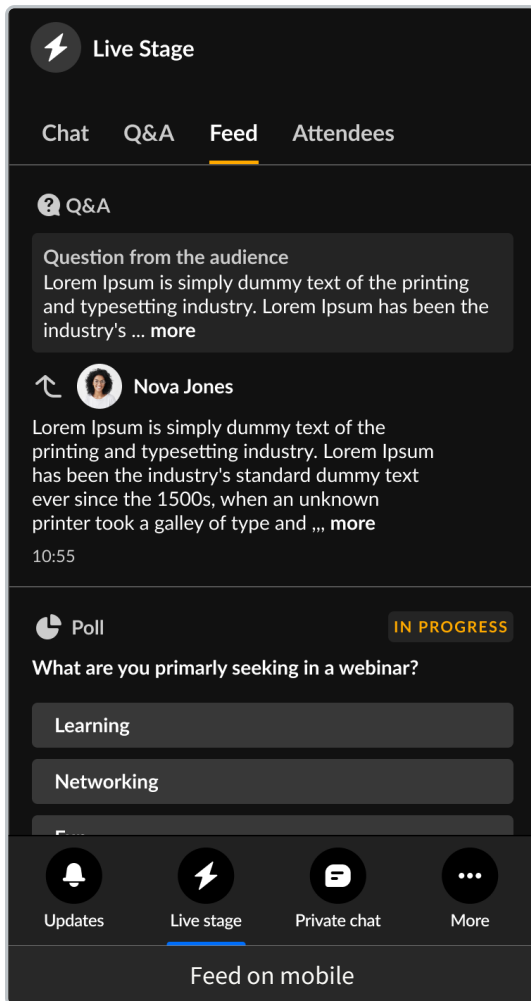 Live Stage
Chat Q&A Feed Attendees
Q&A
Question from the audience
Lorem Ipsum is simply dummy text of the printing
and typesetting industry. Lorem Ipsum has been the
industry's ... more
Nova Jones
Lorem Ipsum is simply dummy text of the
printing and typesetting industry. Lorem Ipsum
has been the industry's standard dummy text
ever since the 1500s, when an unknown
printer took a galley of type and ,,, more
10:55
Poll IN PROGRESS
What are you primarly seeking in a webinar?
Learning
Networking
Updates Live stage Private chat More
Feed on mobile